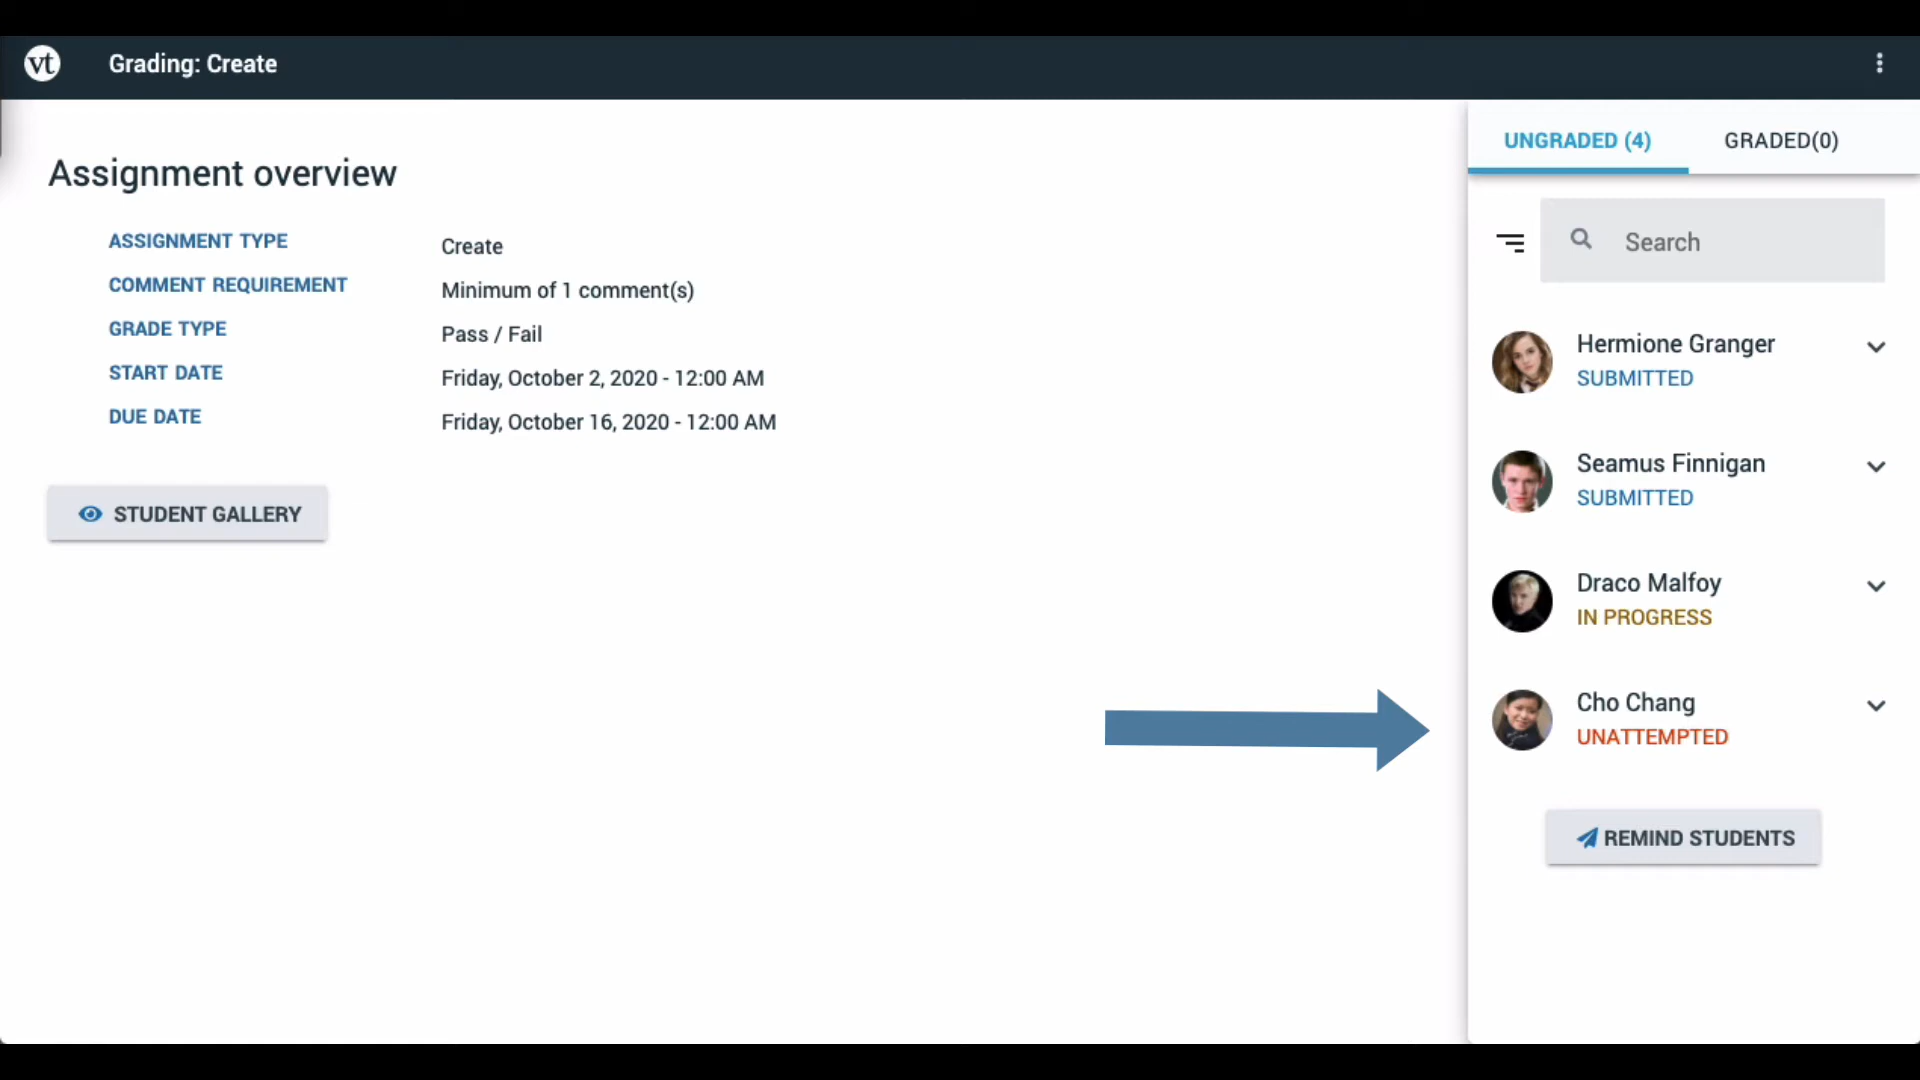 vt
Grading: Create
Assignment overview
ASSIGNMENT TYPE Create
COMMENT REQUIREMENT Minimum of 1 comment(s)
GRADE TYPE Pass / Fail
START DATE Friday, October 2, 2020 - 12:00 AM
DUE DATE Friday, October 16, 2020 - 12:00 AM
STUDENT GALLERY
UNGRADED (4) GRADED(0)
Search
Hermione Granger
SUBMITTED
Seamus Finnigan
SUBMITTED
Draco Malfoy
IN PROGRESS
Cho Chang
UNATTEMPTED
REMIND STUDENTS